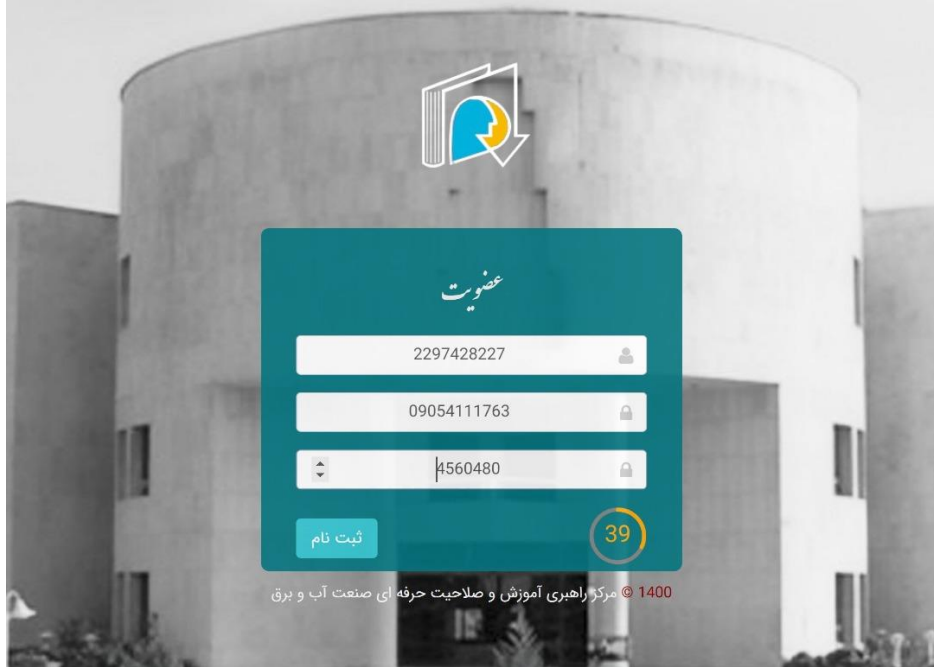 عضویت
2297428227
09054111763
4560480
ثبت نام
39
1400 © مرکز راهبری آموزش و صلاحیت حرفه ای صنعت آب و برق